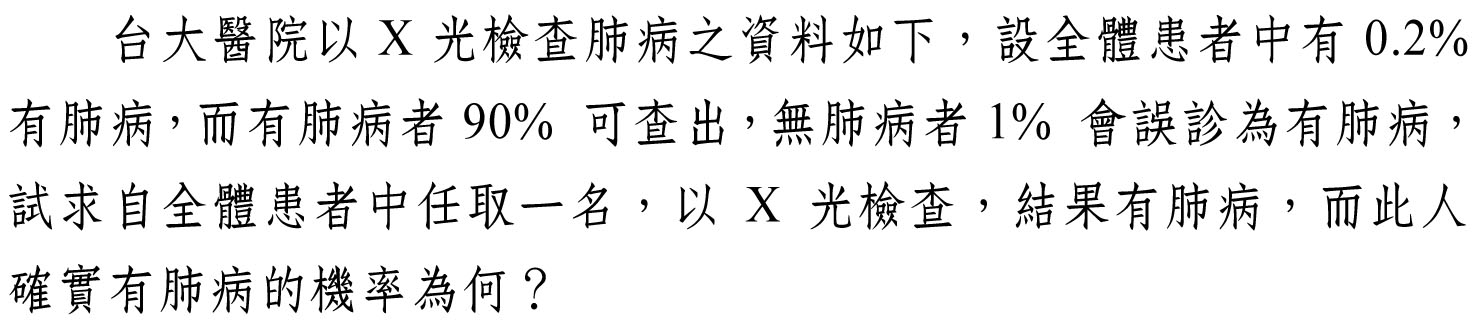 台大醫院以 X 光檢查肺病之資料如下，設全體患者中有 0.2%
有肺病，而有肺病者 90% 可查出，無肺病者 1% 會誤診為有肺病，
試求自全體患者中任取一名，以 X 光檢查，結果有肺病，而此人
確實有肺病的機率為何？